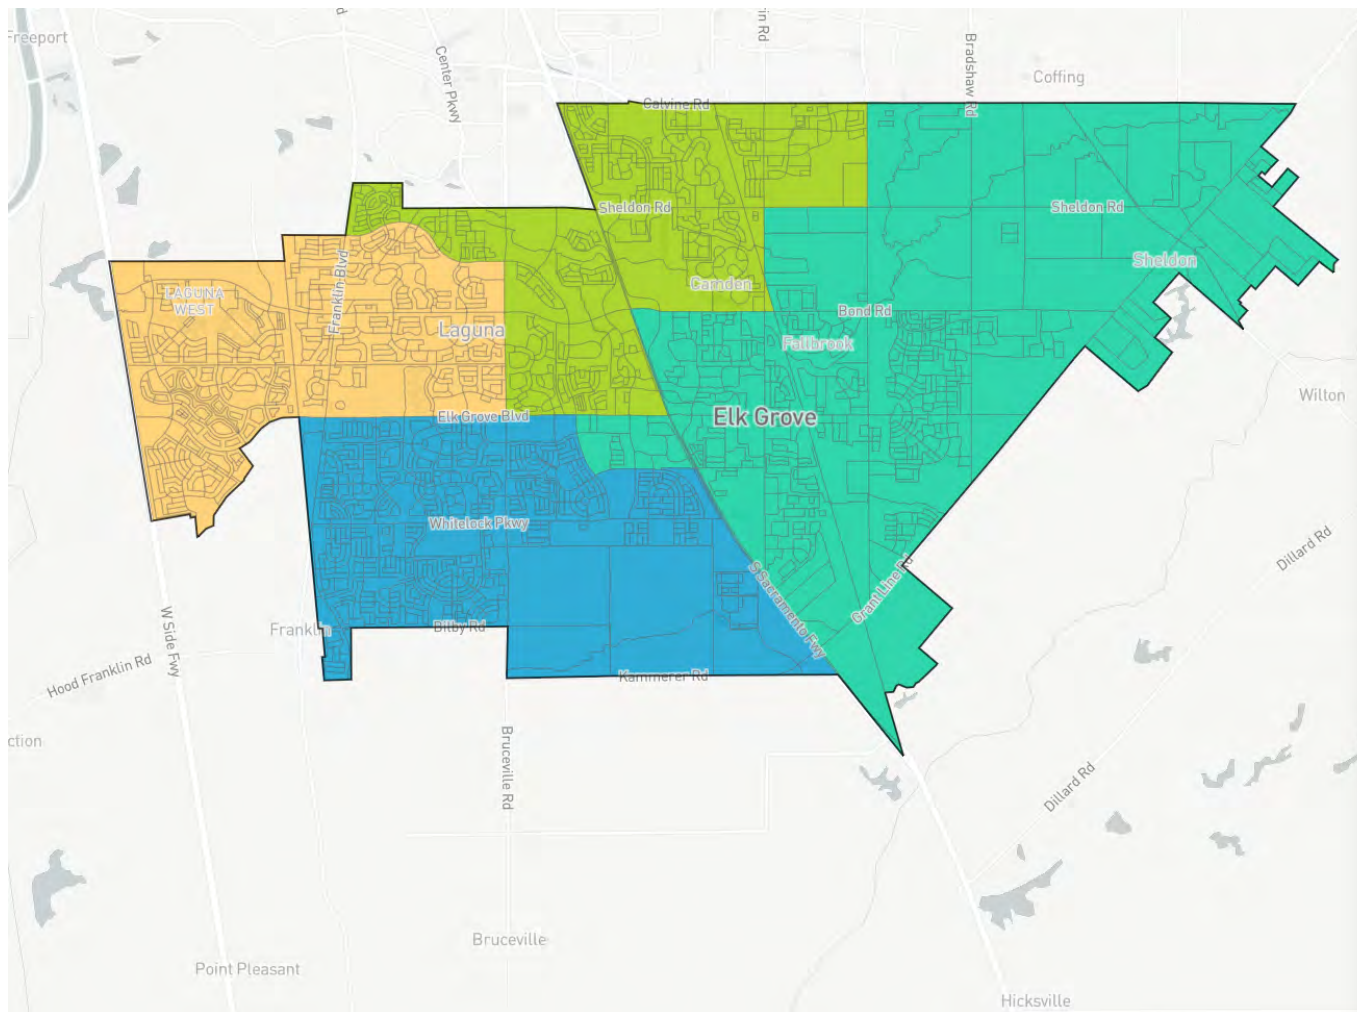 Freeport
Center Pkwy
Bradshaw Rd
Coffing
Calvine Rd
Sheldon Rd
Sheldon Rd
Sheldon
LAGUNA
WEST
Franklin Blvd
Camden
Laguna
Bond Rd
Fallbrook
Wilton
Elk Grove Blvd
Elk Grove
Whitelock Pkwy
Dillard Rd
S Sacramento Fwy
Grant Line Rd
W Side Fwy
Franklin
Bilby Rd
Hood Franklin Rd
Kammerer Rd
ction
Bruceville Rd
Dillard Rd
Bruceville
Point Pleasant
Hicksville